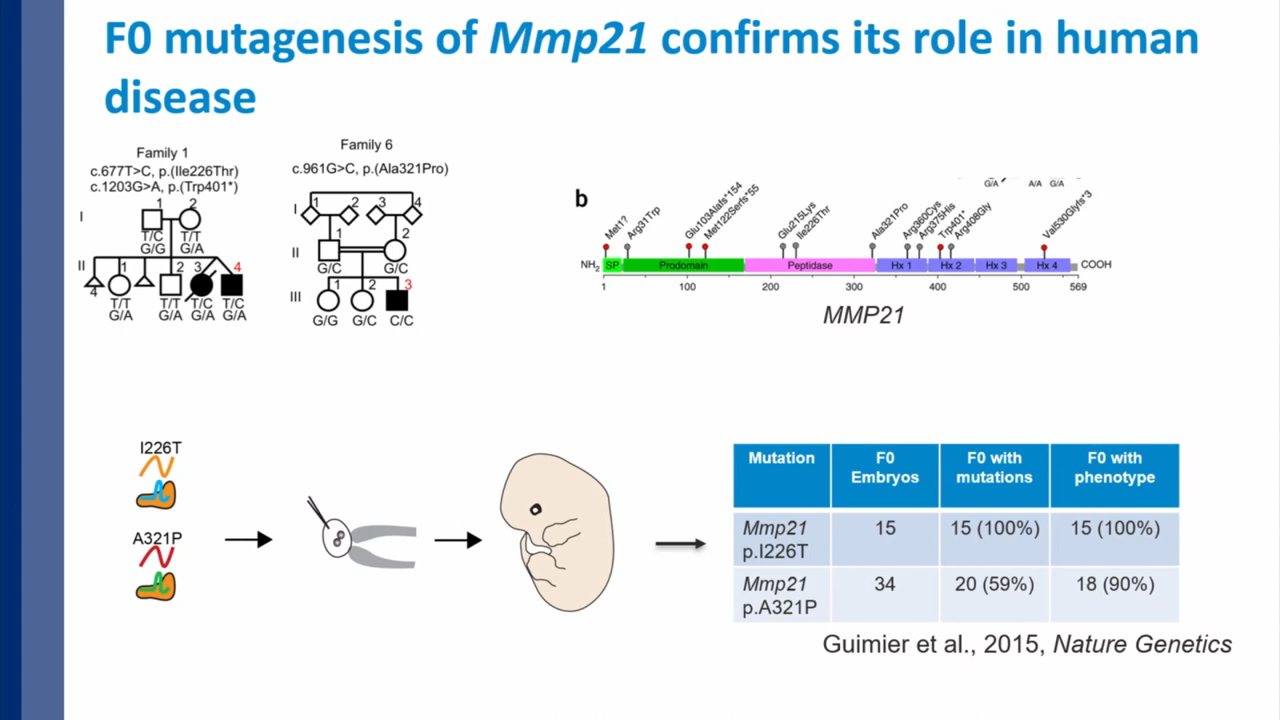 F0 mutagenesis of Mmp21 confirms its role in human
disease
Family 1
c.677T>C, p.(Ile226Thr)
c.1203G>A, p.(Trp401*)
I
1
2
T/C
T/T
G/G
G/A
II
4
1
2
3
4
T/T
T/T
T/C
T/C
G/A
G/A
G/A
G/A
Family 6
c.961G>C, p.(Ala321Pro)
I
1
2
3
4
II
1
2
G/C
G/C
III
1
2
3
G/G
G/C
C/C
b
G/A
A/A
G/A
Met1?
Arg31Trp
Glu103Alafs*154
Met122Serfs*55
Glu215Lys
Ile226Thr
Ala321Pro
Arg360Cys
Arg375His
Trp401*
Arg408Gly
Val530Glyfs*3
NH2 SP Prodomain Peptidase Hx 1 Hx 2 Hx 3 Hx 4 COOH
1 100 200 300 400 500 569
MMP21
I226T
A321P
Mutation
F0
Embryos
F0 with
mutations
F0 with
phenotype
Mmp21
p.I226T
15
15 (100%)
15 (100%)
Mmp21
p.A321P
34
20 (59%)
18 (90%)
Guimier et al., 2015, Nature Genetics